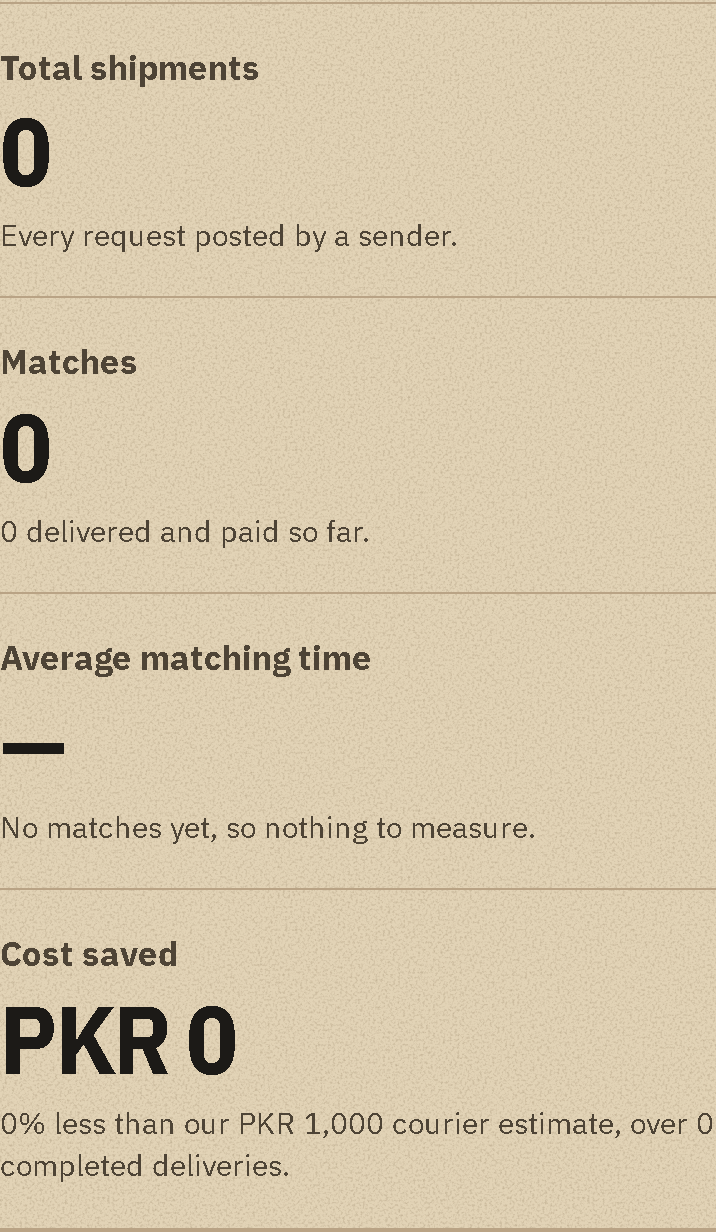 Total shipments
0
Every request posted by a sender.
Matches
0
0 delivered and paid so far.
Average matching time
—
No matches yet, so nothing to measure.
Cost saved
PKR 0
0% less than our PKR 1,000 courier estimate, over 0
completed deliveries.